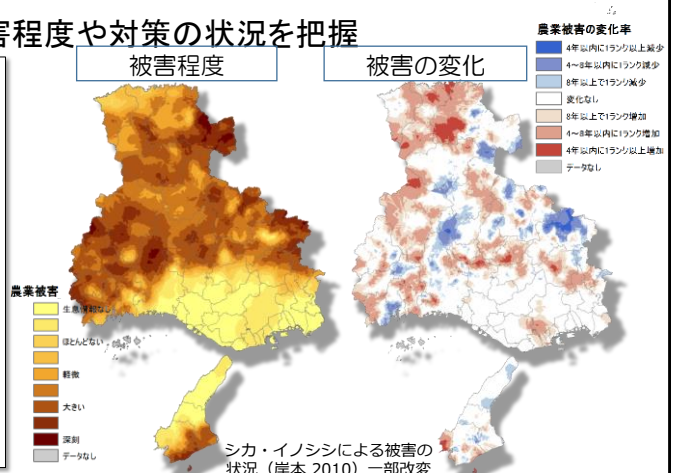 害程度や対策の状況を把握
被害程度
被害の変化
農業被害の変化率
4年以内に1ランク以上減少
4~8年以内に1ランク減少
8年以上で1ランク減少
変化なし
8年以上で1ランク増加
4~8年以内に1ランク増加
4年以内に1ランク以上増加
データなし
農業被害
生息情報なし
ほとんどない
軽微
大きい
深刻
データなし
シカ・イノシシによる被害の
状況（岸本 2010）一部改変